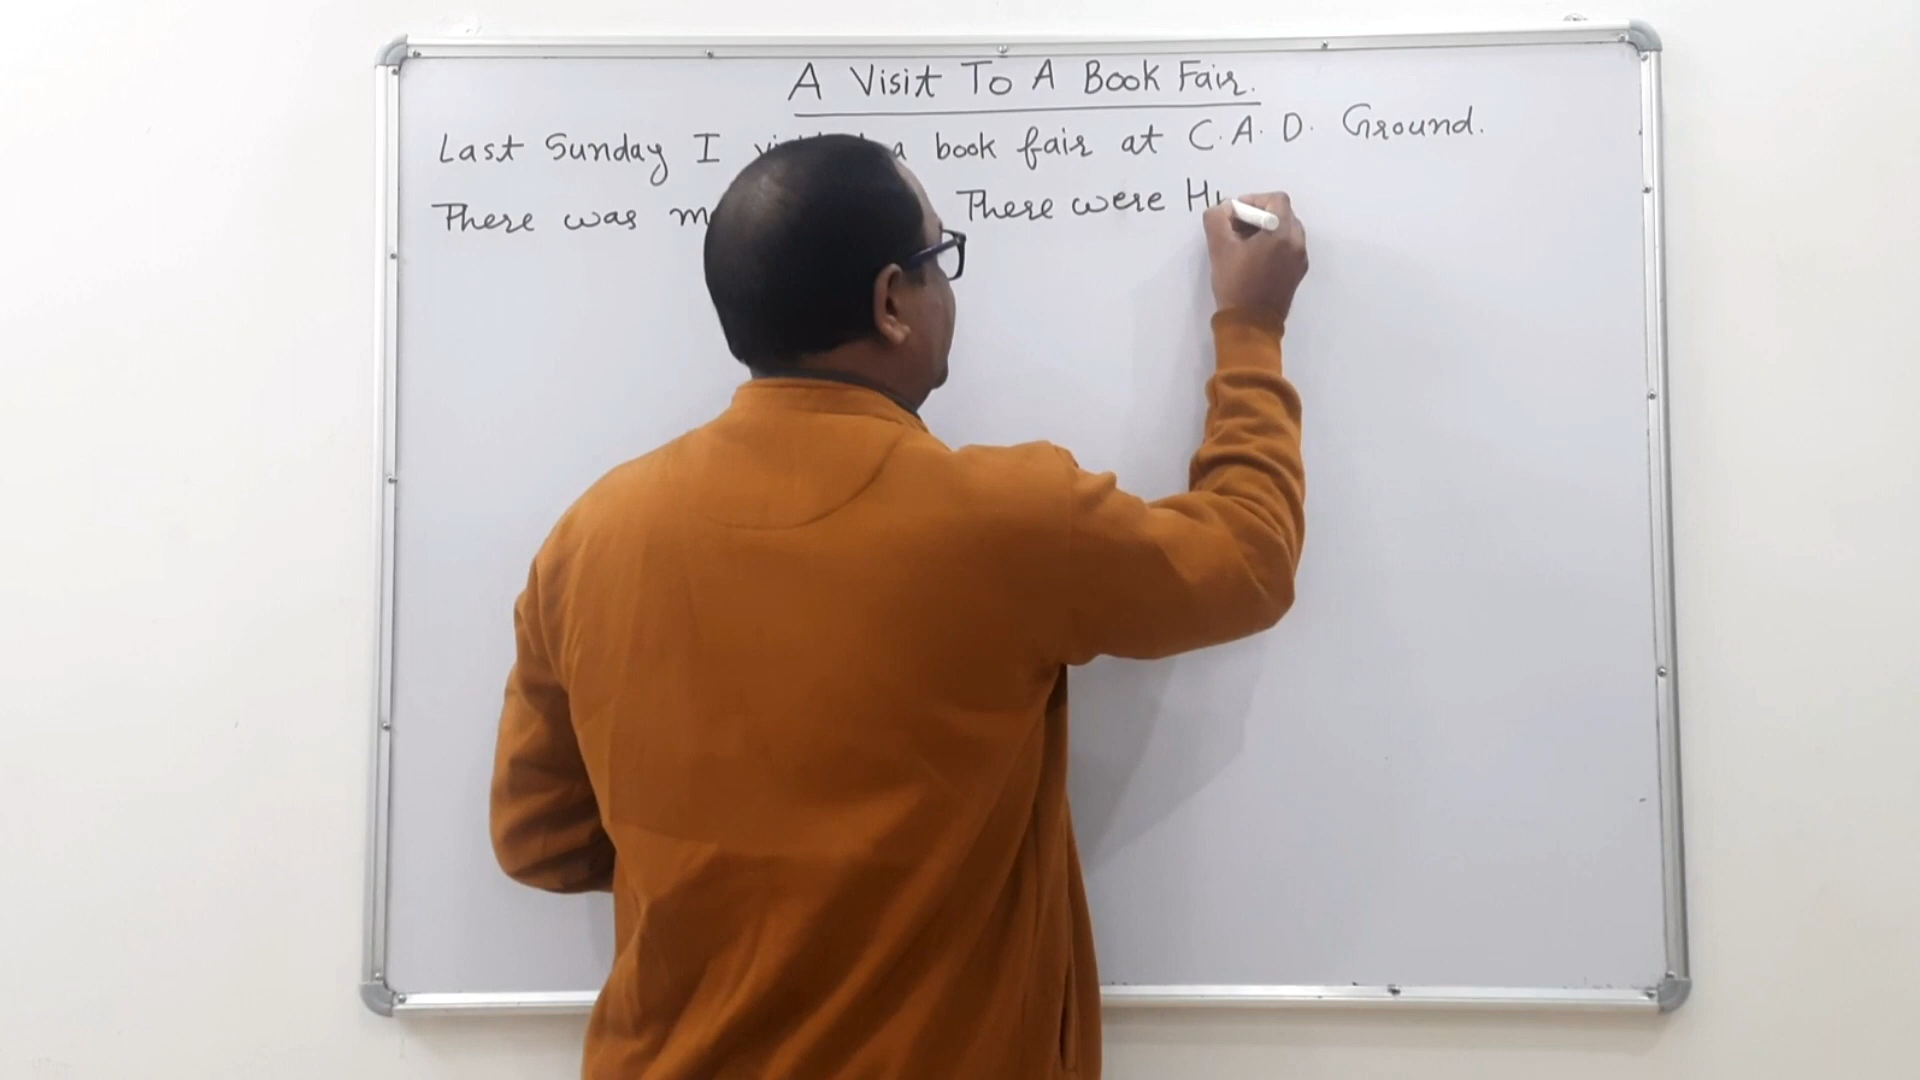 A Visit To A Book Fair.
Last Sunday I a book fair at C.A.D. Ground.
There was There were